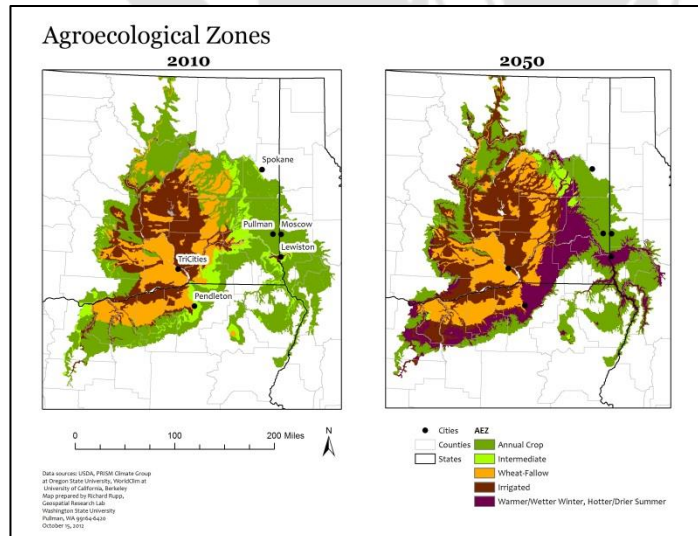 Agroecological Zones
2010
2050
Spokane
Pullman
Moscow
Lewiston
TriCities
Pendleton
0 100 200 Miles
N
Cities
Counties
States
AEZ
Annual Crop
Intermediate
Wheat-Fallow
Irrigated
Warmer/Wetter Winter, Hotter/Drier Summer
Data sources: USDA, PRISM Climate Group
at Oregon State University, WorldClim at
University of California, Berkeley
Map prepared by Richard Rupp,
Geospatial Research Lab
Washington State University
Pullman, WA 99164-6420
October 15, 2012